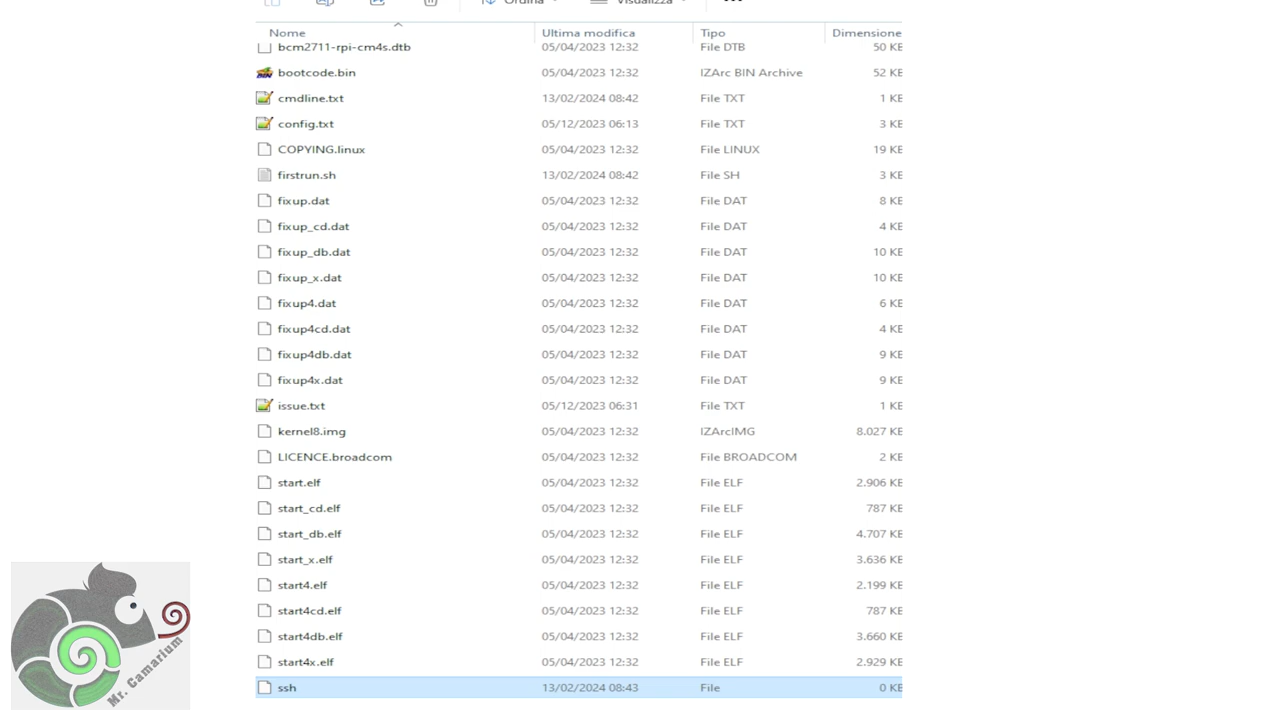 Ordina Visualizza
Nome Ultima modifica Tipo Dimensione
bcm2711-rpi-cm4s.dtb 05/04/2023 12:32 File DTB 50 KE
bootcode.bin 05/04/2023 12:32 IZArc BIN Archive 52 KE
cmdline.txt 13/02/2024 08:42 File TXT 1 KE
config.txt 05/12/2023 06:13 File TXT 3 KE
COPYING.linux 05/04/2023 12:32 File LINUX 19 KE
firstrun.sh 13/02/2024 08:42 File SH 3 KE
fixup.dat 05/04/2023 12:32 File DAT 8 KE
fixup_cd.dat 05/04/2023 12:32 File DAT 4 KE
fixup_db.dat 05/04/2023 12:32 File DAT 10 KE
fixup_x.dat 05/04/2023 12:32 File DAT 10 KE
fixup4.dat 05/04/2023 12:32 File DAT 6 KE
fixup4cd.dat 05/04/2023 12:32 File DAT 4 KE
fixup4db.dat 05/04/2023 12:32 File DAT 9 KE
fixup4x.dat 05/04/2023 12:32 File DAT 9 KE
issue.txt 05/12/2023 06:31 File TXT 1 KE
kernel8.img 05/04/2023 12:32 IZArcIMG 8.027 KE
LICENCE.broadcom 05/04/2023 12:32 File BROADCOM 2 KE
start.elf 05/04/2023 12:32 File ELF 2.906 KE
start_cd.elf 05/04/2023 12:32 File ELF 787 KE
start_db.elf 05/04/2023 12:32 File ELF 4.707 KE
start_x.elf 05/04/2023 12:32 File ELF 3.636 KE
start4.elf 05/04/2023 12:32 File ELF 2.199 KE
start4cd.elf 05/04/2023 12:32 File ELF 787 KE
start4db.elf 05/04/2023 12:32 File ELF 3.660 KE
start4x.elf 05/04/2023 12:32 File ELF 2.929 KE
ssh 13/02/2024 08:43 File 0 KE
Mr. Camarium